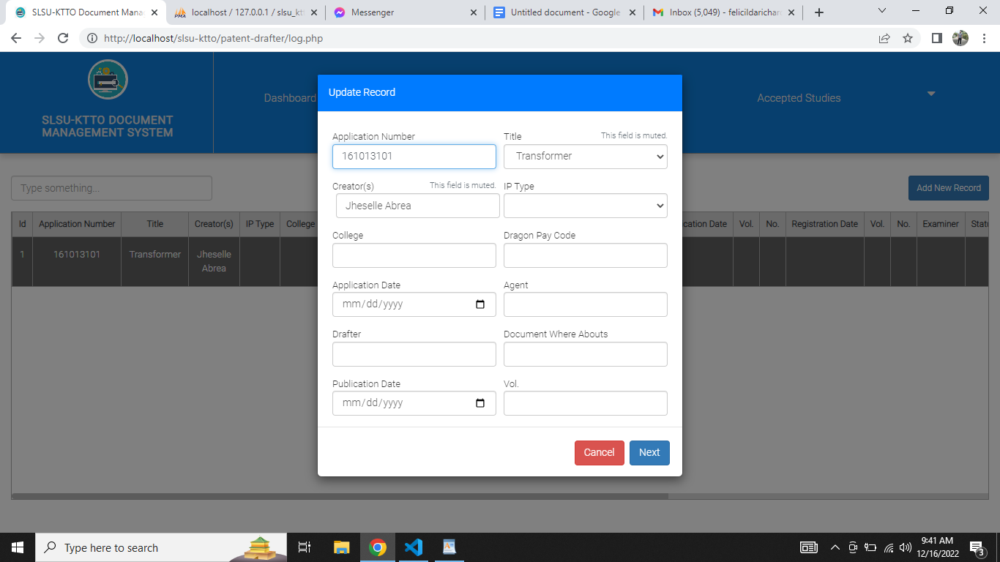 SLSU-KTTO Document Mana
localhost / 127.0.0.1 / slsu_kt
Messenger
Untitled document - Google
Inbox (5,049) - felicildarichar
http://localhost/slsu-ktto/patent-drafter/log.php
SLSU-KTTO DOCUMENT
MANAGEMENT SYSTEM
Dashboard
Accepted Studies
Type something...
Add New Record
Id
Application Number
Title
Creator(s)
IP Type
College
cation Date
Vol.
No.
Registration Date
Vol.
No.
Examiner
Statu
1
161013101
Transformer
Jheselle
Abrea
Update Record
Application Number
Title
This field is muted.
161013101
Transformer
Creator(s)
This field is muted.
IP Type
Jheselle Abrea
College
Dragon Pay Code
Application Date
Agent
mm/dd/yyyy
Drafter
Document Where Abouts
Publication Date
Vol.
mm/dd/yyyy
Cancel
Next
Type here to search
9:41 AM
12/16/2022
3